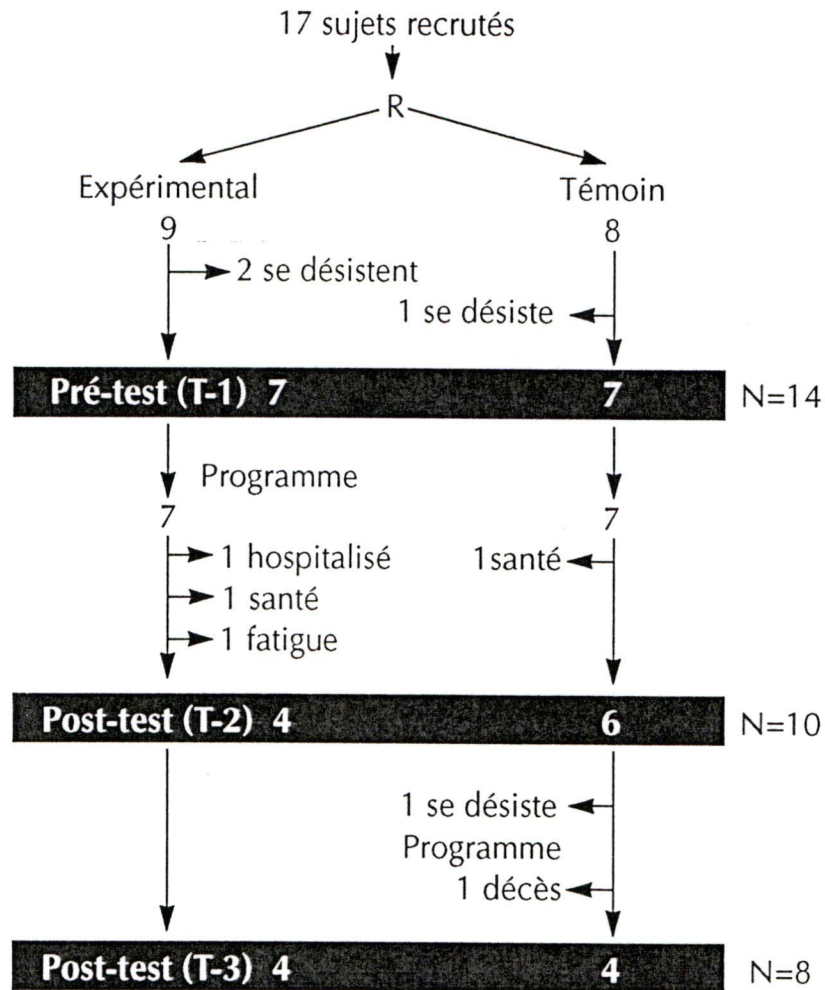 17 sujets recrutés
R
Expérimental Témoin
9 8
2 se désistent
1 se désiste
Pré-test (T-1) 7 7 N=14
Programme
7 7
1 hospitalisé 1santé
1 santé
1 fatigue
Post-test (T-2) 4 6 N=10
1 se désiste
Programme
1 décès
Post-test (T-3) 4 4 N=8